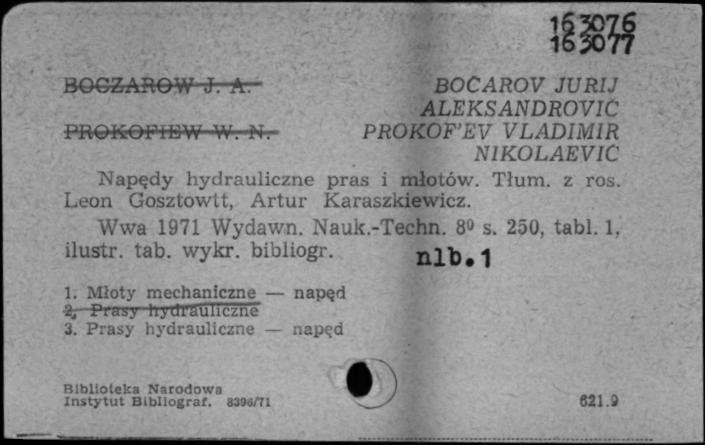 163076
163077
BOCZAROW J. A.
BOČAROV JURIJ
ALEKSANDROVIČ
PROKOFIEW W. N.
PROKOF'EV VLADIMIR
NIKOLAEVIČ
Napędy hydrauliczne pras i młotów. Tłum. z ros.
Leon Gosztowtt, Artur Karaszkiewicz.
Wwa 1971 Wydawn. Nauk.-Techn. 8⁰ s. 250, tabl. 1,
ilustr. tab. wykr. bibliogr. nlb. 1
1. Młoty mechaniczne — napęd
2. Prasy hydrauliczne
3. Prasy hydrauliczne — napęd
Biblioteka Narodowa
Instytut Bibliograf. 8396/71
621.9